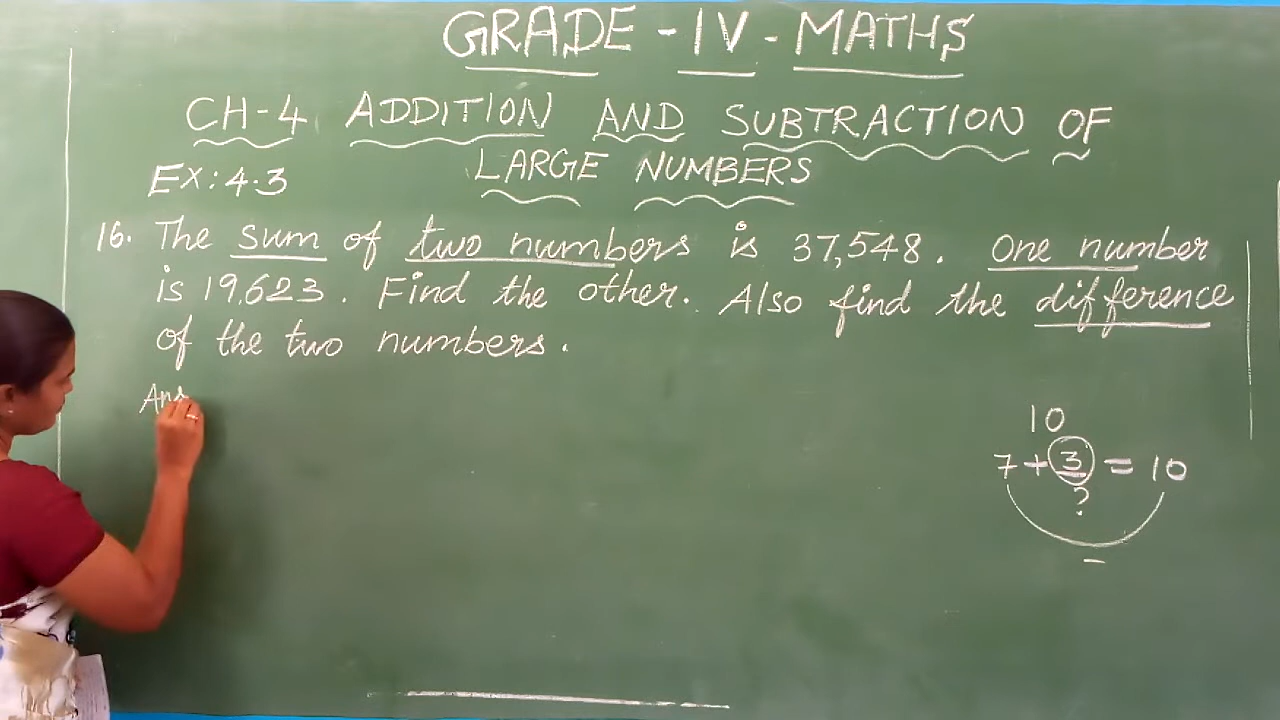 GRADE - IV - MATHS
CH-4 ADDITION AND SUBTRACTION OF
LARGE NUMBERS
EX: 4.3
16. The sum of two numbers is 37,548. One number
is 19,623. Find the other. Also find the difference
of the two numbers.
Ans
10
7 + 3 = 10
?
-